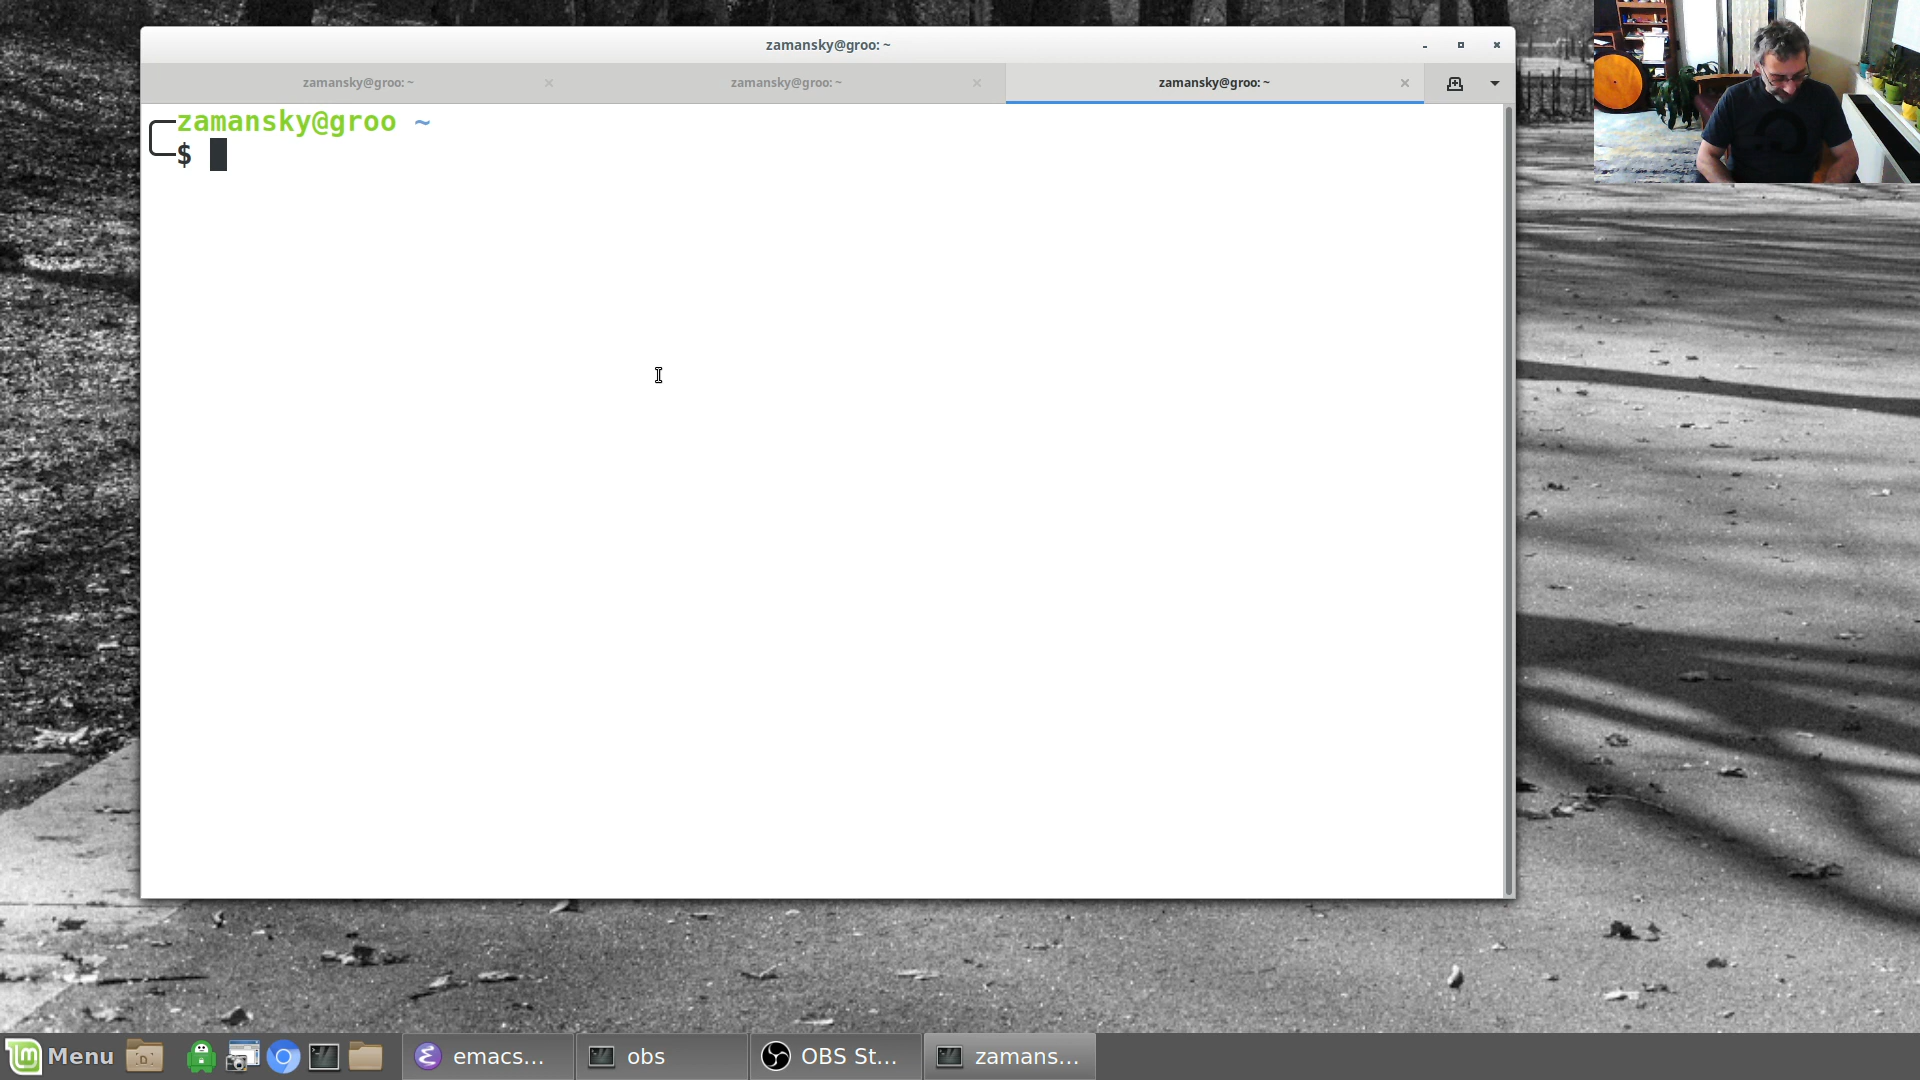 zamansky@groo: ~
zamansky@groo: ~
zamansky@groo: ~
zamansky@groo: ~
zamansky@groo ~
$
Menu
emacs...
obs
OBS St...
zamans...